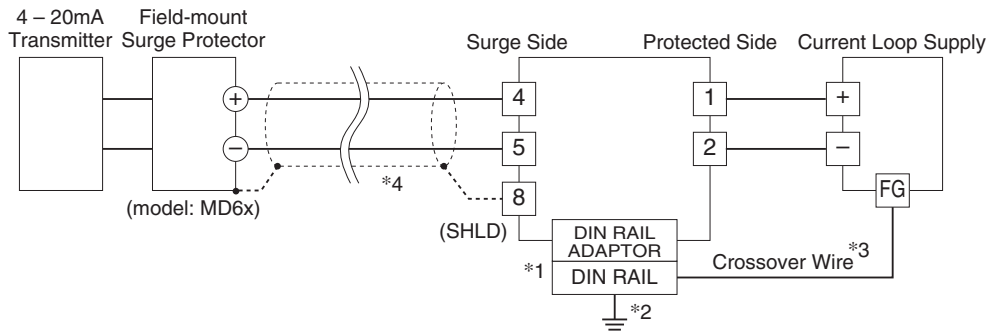 4 – 20mA
Transmitter
Field-mount
Surge Protector
Surge Side
Protected Side
Current Loop Supply
+
4
1
+
–
5
2
–
*4
8
FG
(model: MD6x)
(SHLD)
DIN RAIL
ADAPTOR
*3
*1
DIN RAIL
Crossover Wire
*2